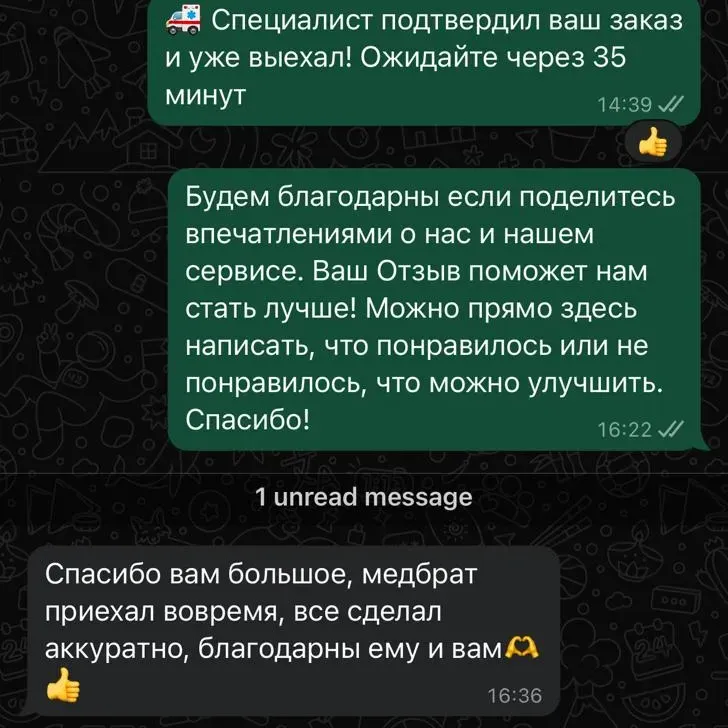 🚑 Специалист подтвердил ваш заказ
и уже выехал! Ожидайте через 35
минут
14:39
👍
Будем благодарны если поделитесь
впечатлениями о нас и нашем
сервисе. Ваш Отзыв поможет нам
стать лучше! Можно прямо здесь
написать, что понравилось или не
понравилось, что можно улучшить.
Спасибо!
16:22
1 unread message
Спасибо вам большое, медбрат
приехал вовремя, все сделал
аккуратно, благодарны ему и вам🫶
👍
16:36